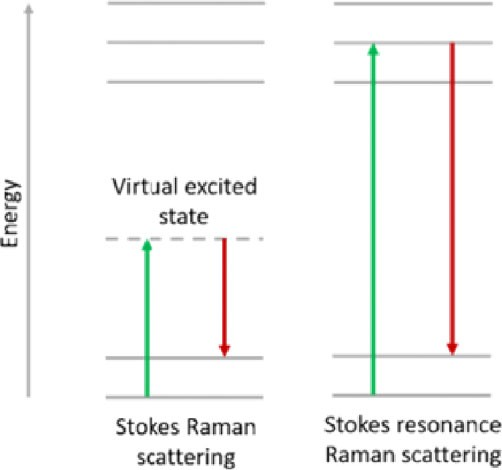 Energy
Virtual excited
state
Stokes Raman
scattering
Stokes resonance
Raman scattering